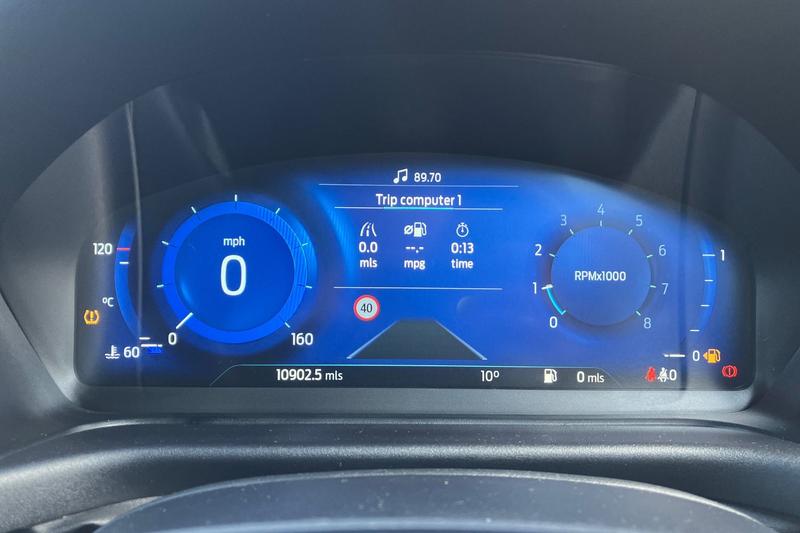 89.70
Trip computer 1
0.0 --.- 0:13
mls mpg time
mph
0
0 160
120
°C
60
40
0 1 2 3 4 5 6 7 8
RPMx1000
1
0
10902.5 mls 10° 0 mls